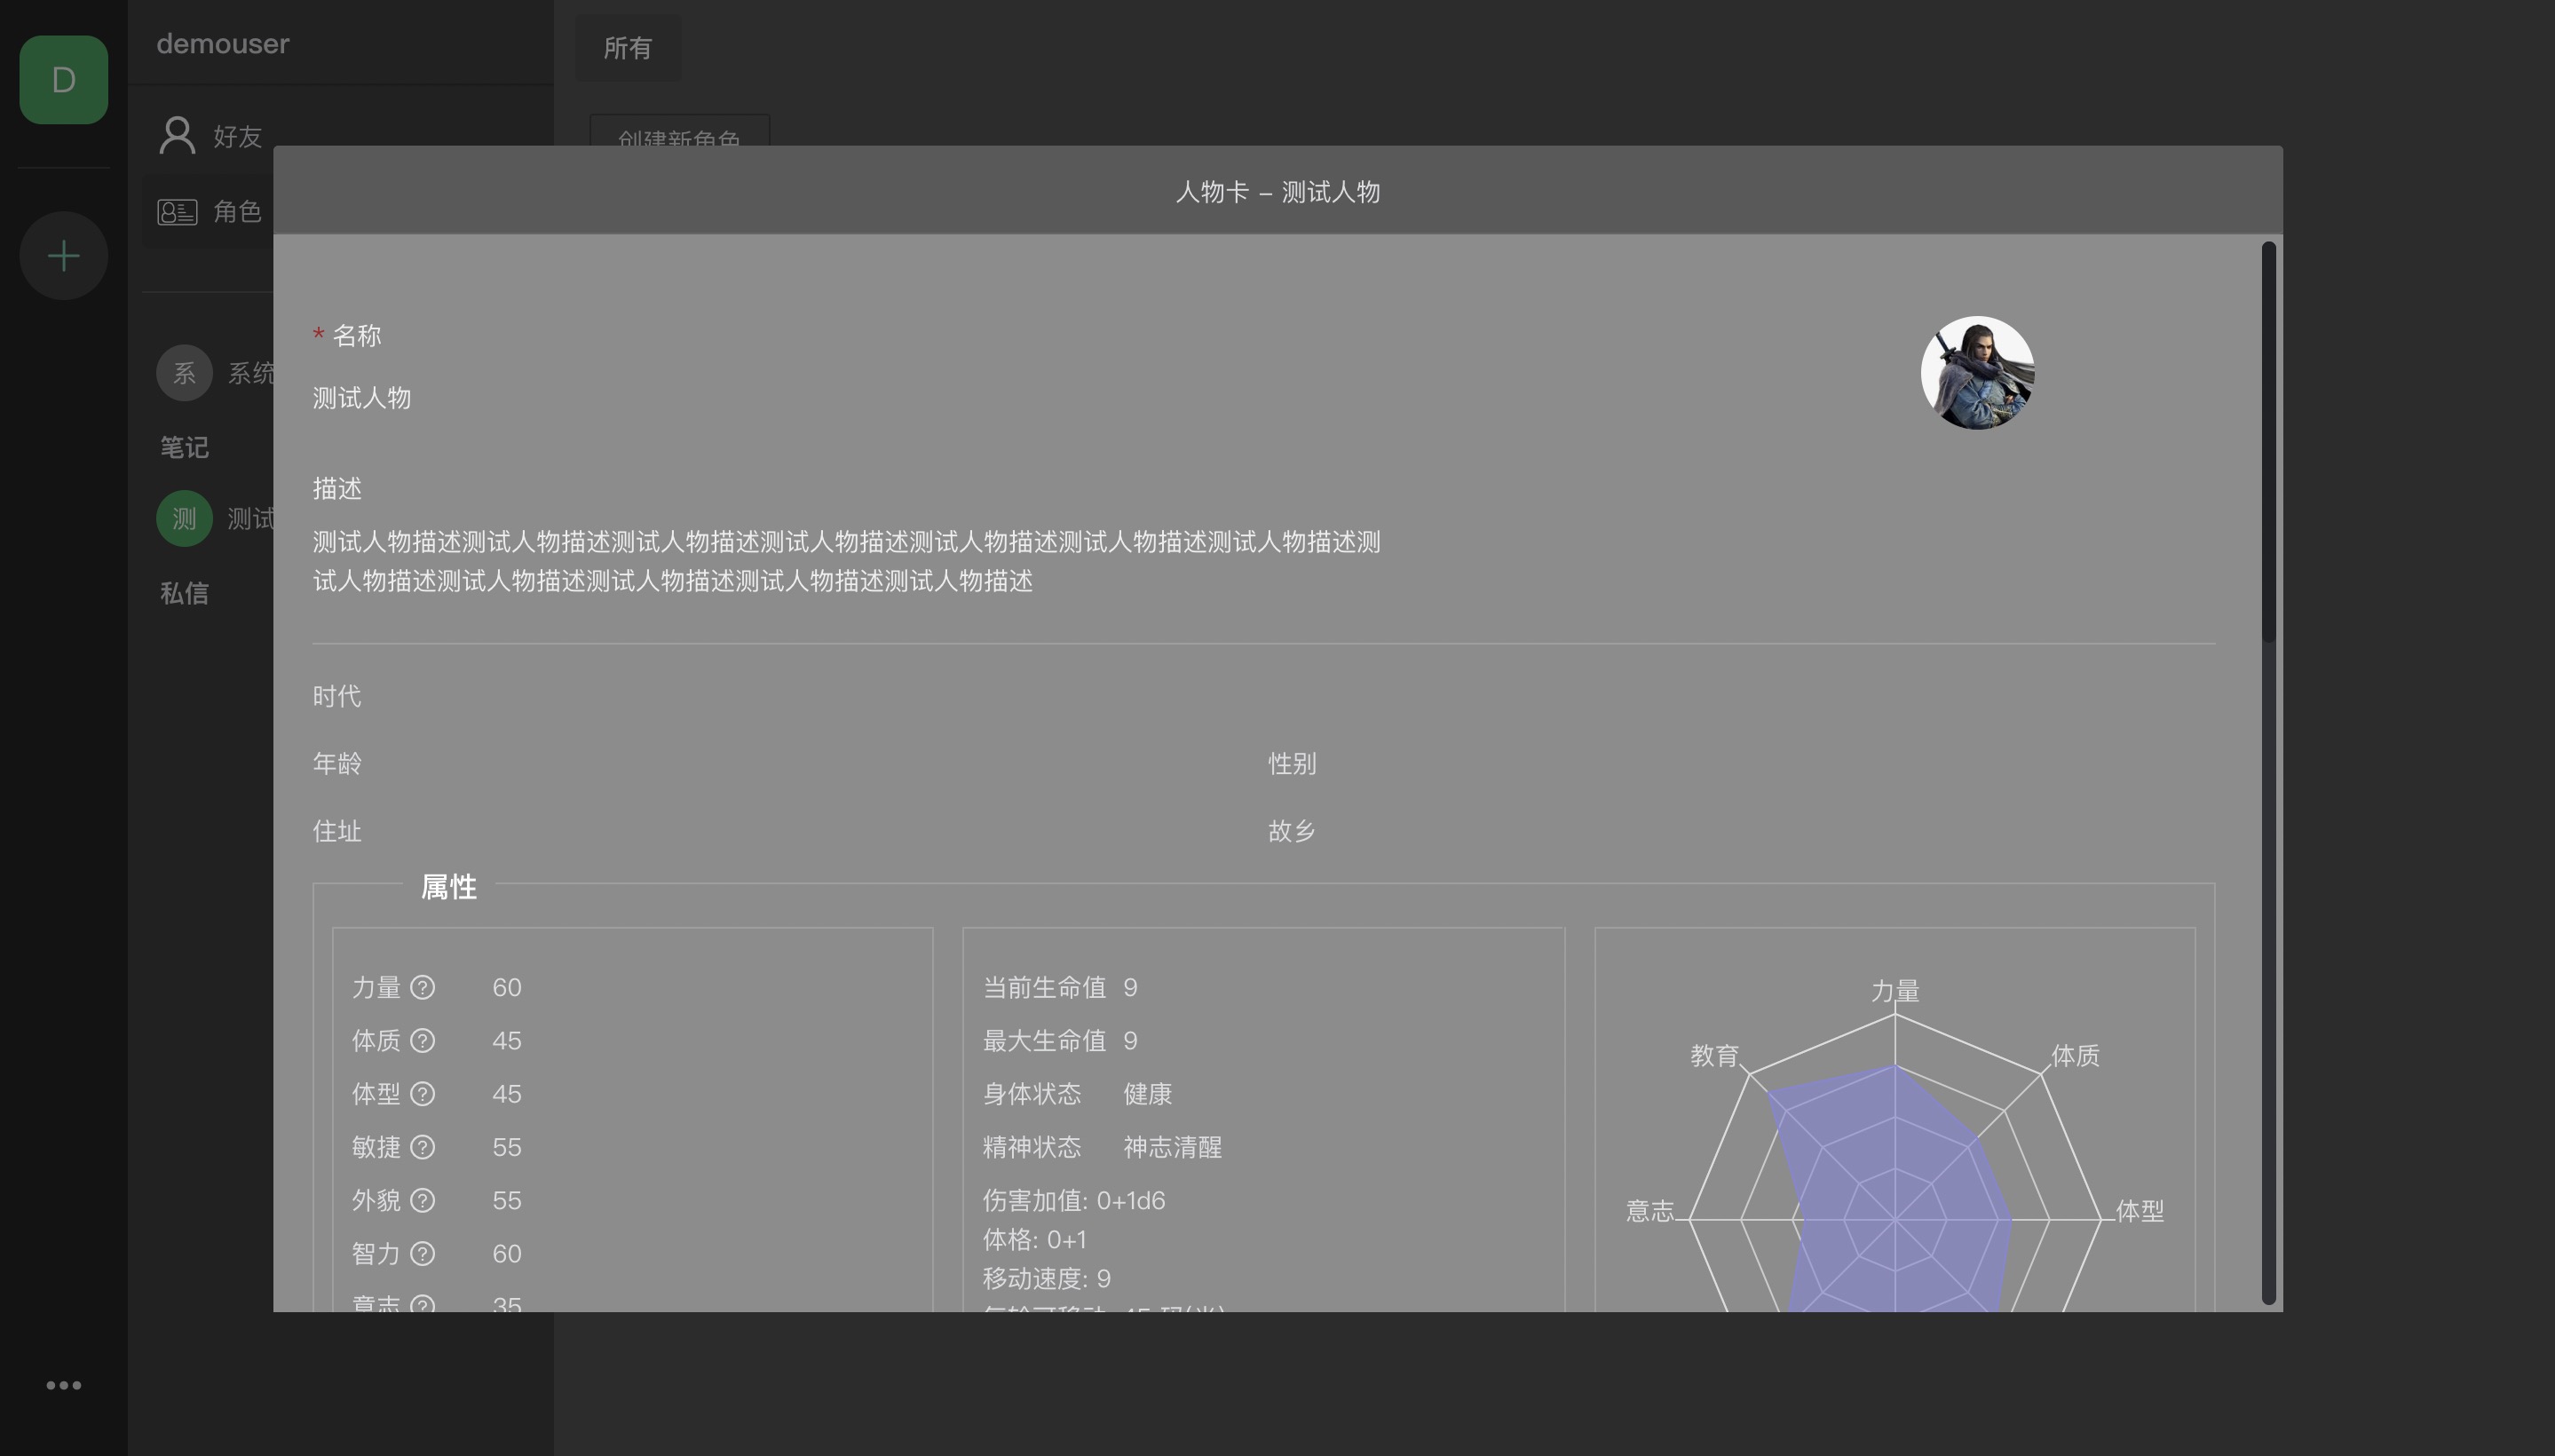 D
demouser
好友
角色
系
系统
笔记
测
测试
私信
所有
创建新角色
人物卡 – 测试人物
* 名称
测试人物
描述
测试人物描述测试人物描述测试人物描述测试人物描述测试人物描述测试人物描述测试人物描述测
试人物描述测试人物描述测试人物描述测试人物描述测试人物描述
时代
年龄
性别
住址
故乡
属性
力量 ? 60
体质 ? 45
体型 ? 45
敏捷 ? 55
外貌 ? 55
智力 ? 60
意志 ? 35
当前生命值 9
最大生命值 9
身体状态 健康
精神状态 神志清醒
伤害加值: 0+1d6
体格: 0+1
移动速度: 9
力量
教育
体质
意志
体型